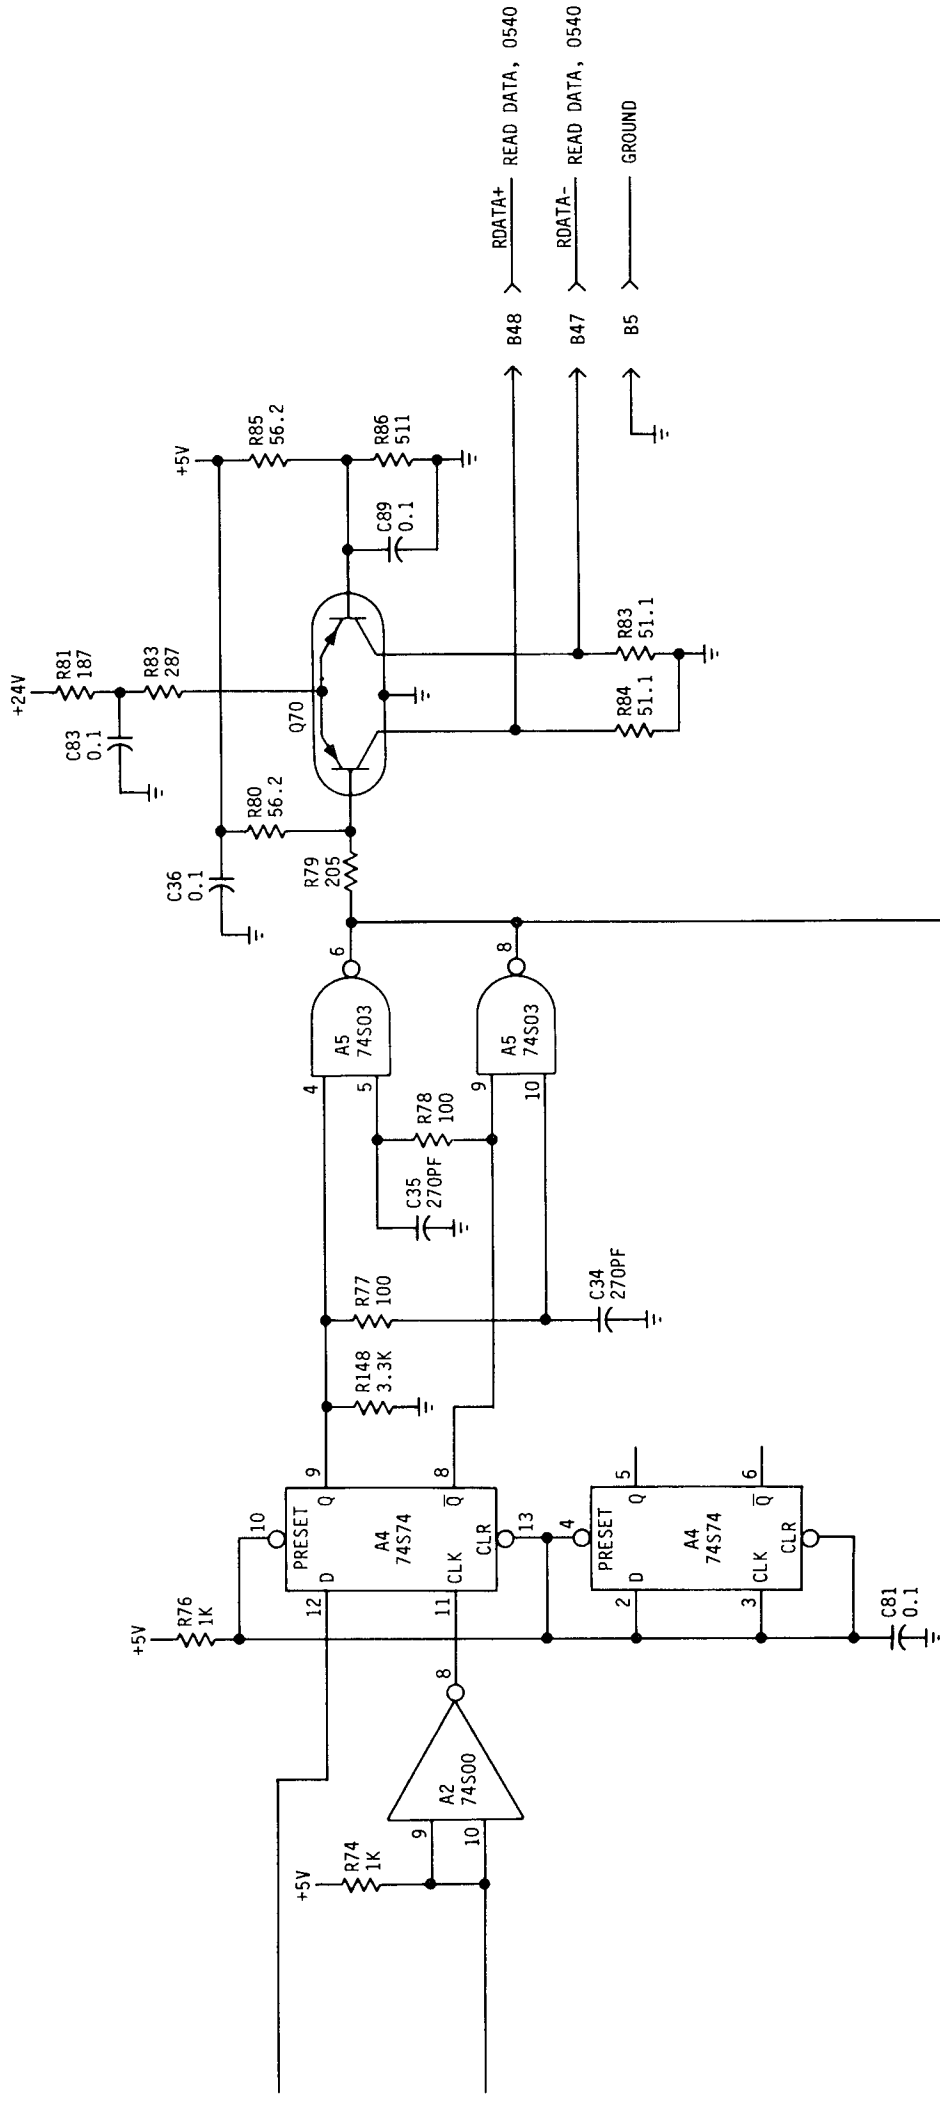 +5V
R76
1K
10
PRESET
12
D
Q
9
A4
74S74
11
CLK
Q
8
CLR
13
+5V
R74
1K
9
10
A2
74S00
8
4
PRESET
2
D
Q
5
A4
74S74
3
CLK
Q
6
CLR
C81
0.1
R148
3.3K
R77
100
C34
270PF
C35
270PF
R78
100
4
5
A5
74S03
6
9
10
A5
74S03
8
C36
0.1
R79
205
R80
56.2
C83
0.1
+24V
R81
187
R83
287
Q70
+5V
R85
56.2
C89
0.1
R86
511
R84
51.1
R83
51.1
B48
RDATA+
READ DATA, 0540
B47
RDATA-
READ DATA, 0540
B5
GROUND